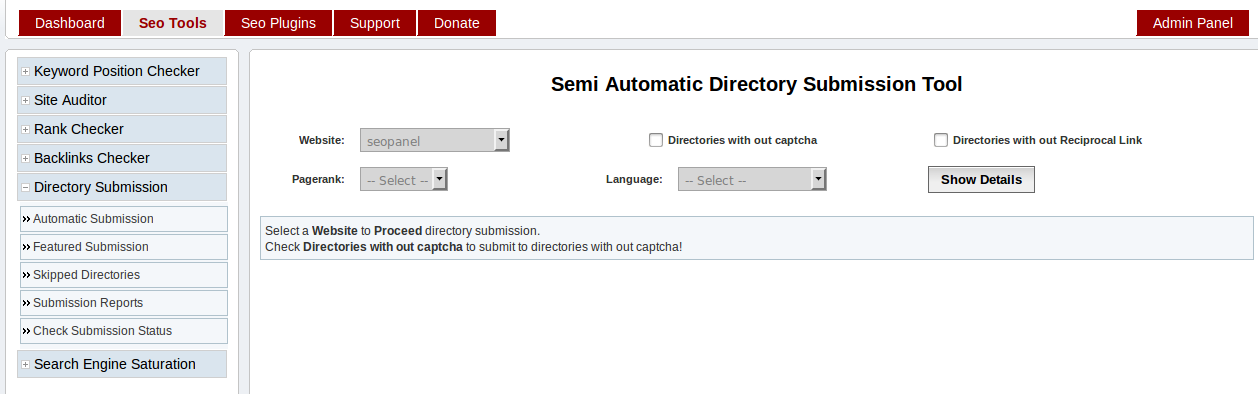 Dashboard Seo Tools Seo Plugins Support Donate Admin Panel
Keyword Position Checker
Site Auditor
Rank Checker
Backlinks Checker
Directory Submission
Automatic Submission
Featured Submission
Skipped Directories
Submission Reports
Check Submission Status
Search Engine Saturation
Semi Automatic Directory Submission Tool
Website: seopanel Directories with out captcha Directories with out Reciprocal Link
Pagerank: -- Select -- Language: -- Select -- Show Details
Select a Website to Proceed directory submission.
Check Directories with out captcha to submit to directories with out captcha!